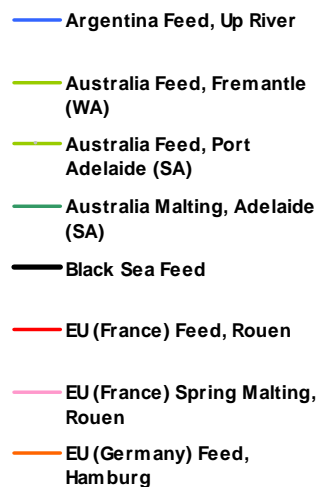 Argentina Feed, Up River
Australia Feed, Fremantle
(WA)
Australia Feed, Port
Adelaide (SA)
Australia Malting, Adelaide
(SA)
Black Sea Feed
EU (France) Feed, Rouen
EU (France) Spring Malting,
Rouen
EU (Germany) Feed,
Hamburg